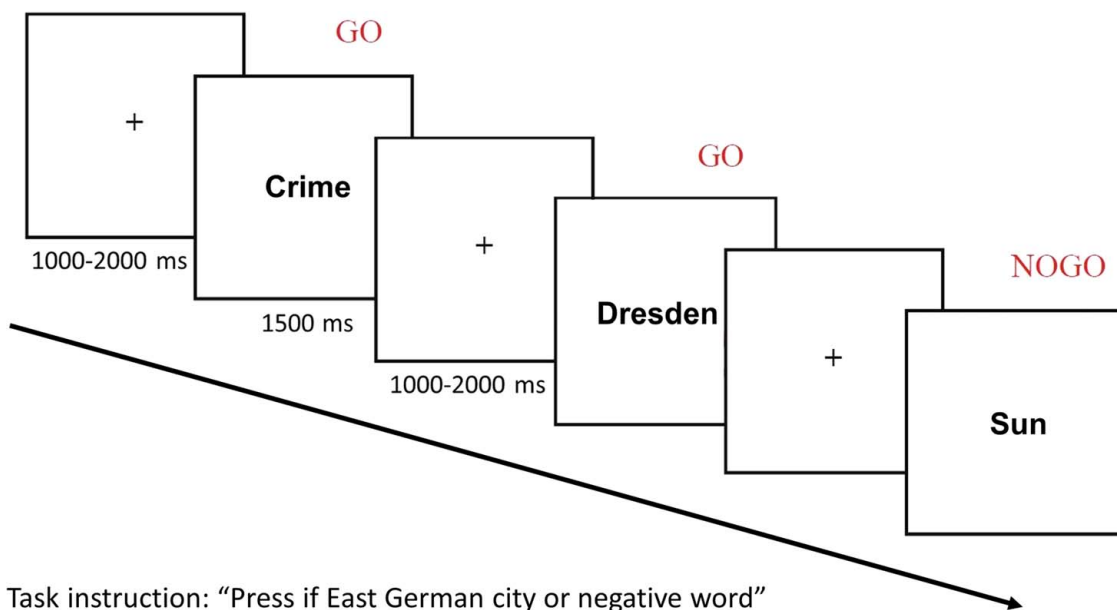 GO
+
Crime
1000-2000 ms
GO
+
1500 ms
Dresden
1000-2000 ms
NOGO
+
Sun
Task instruction: “Press if East German city or negative word”